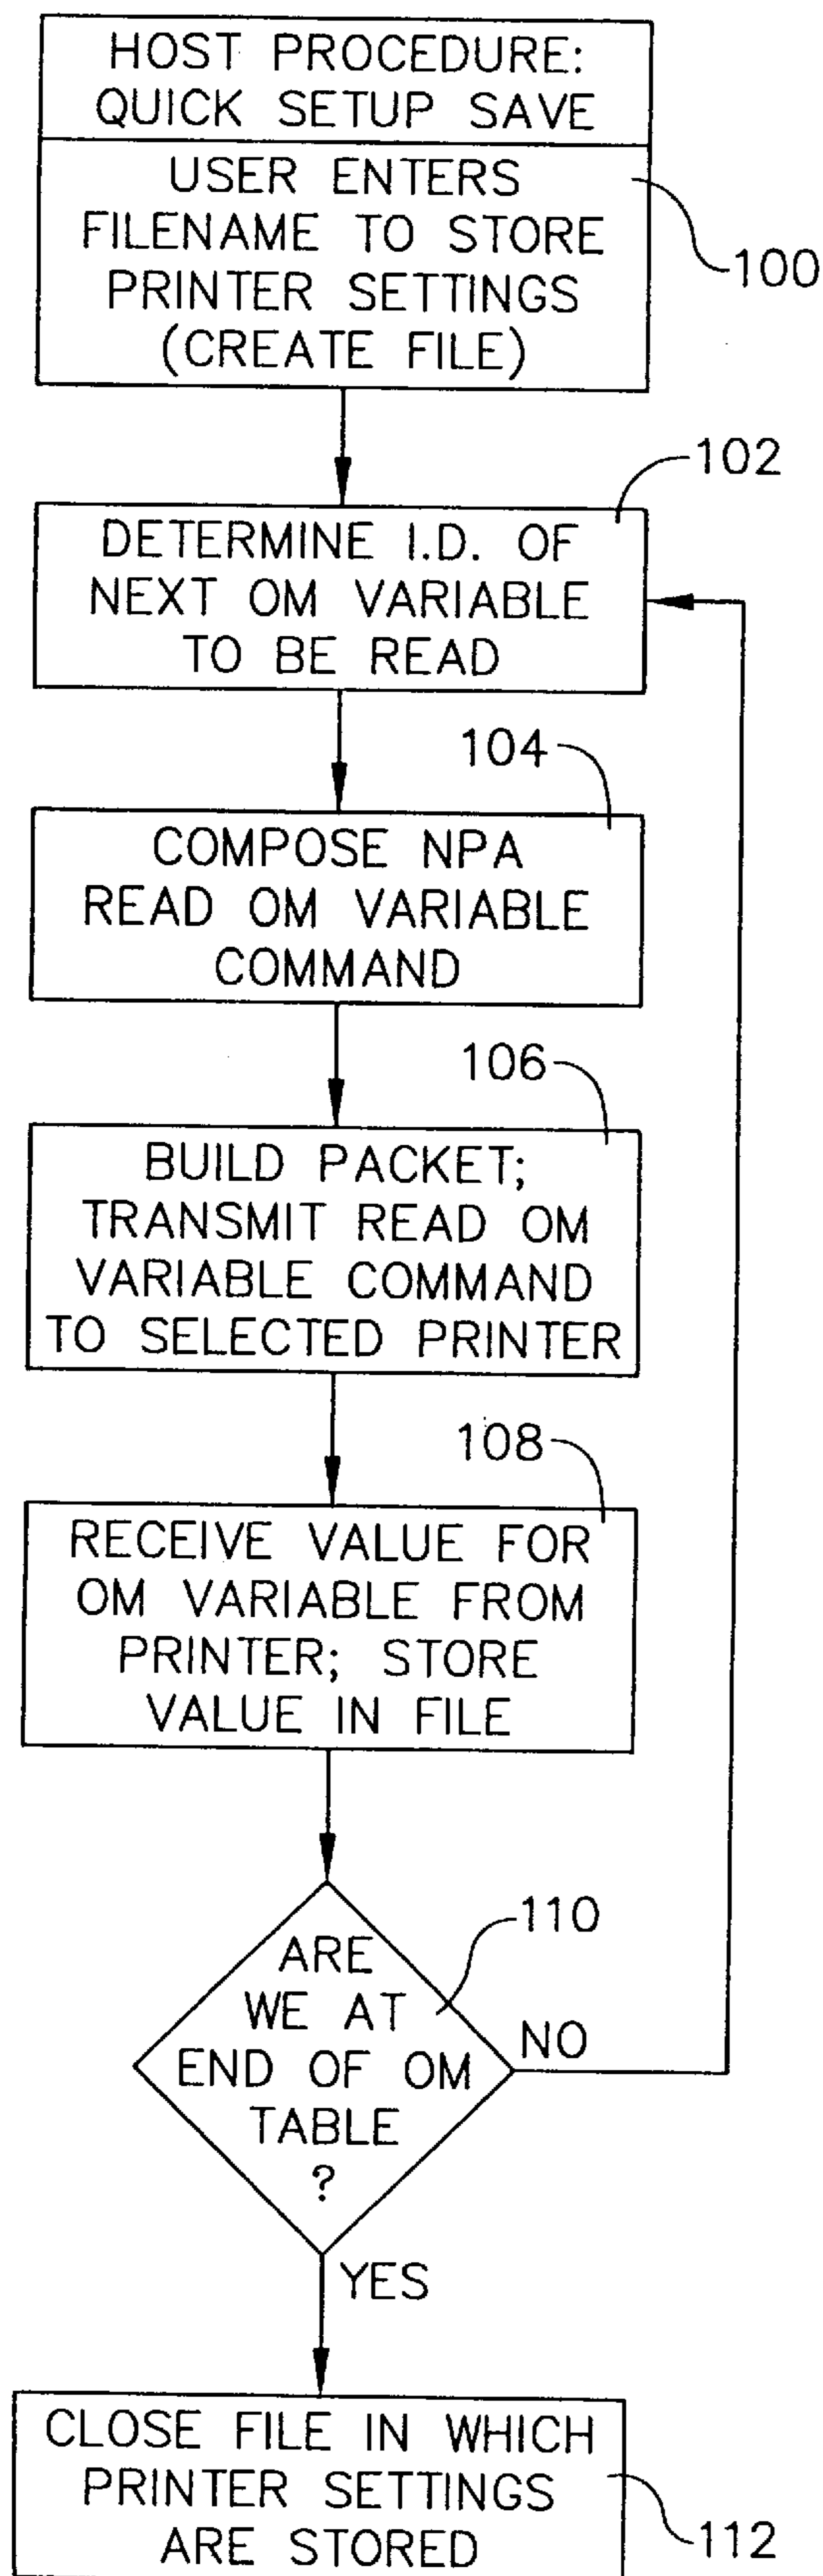 HOST PROCEDURE:
QUICK SETUP SAVE
USER ENTERS
FILENAME TO STORE
PRINTER SETTINGS
(CREATE FILE)
100
102
DETERMINE I.D. OF
NEXT OM VARIABLE
TO BE READ
104
COMPOSE NPA
READ OM VARIABLE
COMMAND
106
BUILD PACKET;
TRANSMIT READ OM
VARIABLE COMMAND
TO SELECTED PRINTER
108
RECEIVE VALUE FOR
OM VARIABLE FROM
PRINTER; STORE
VALUE IN FILE
110
ARE
WE AT
END OF OM
TABLE
?
NO
YES
CLOSE FILE IN WHICH
PRINTER SETTINGS
ARE STORED
112